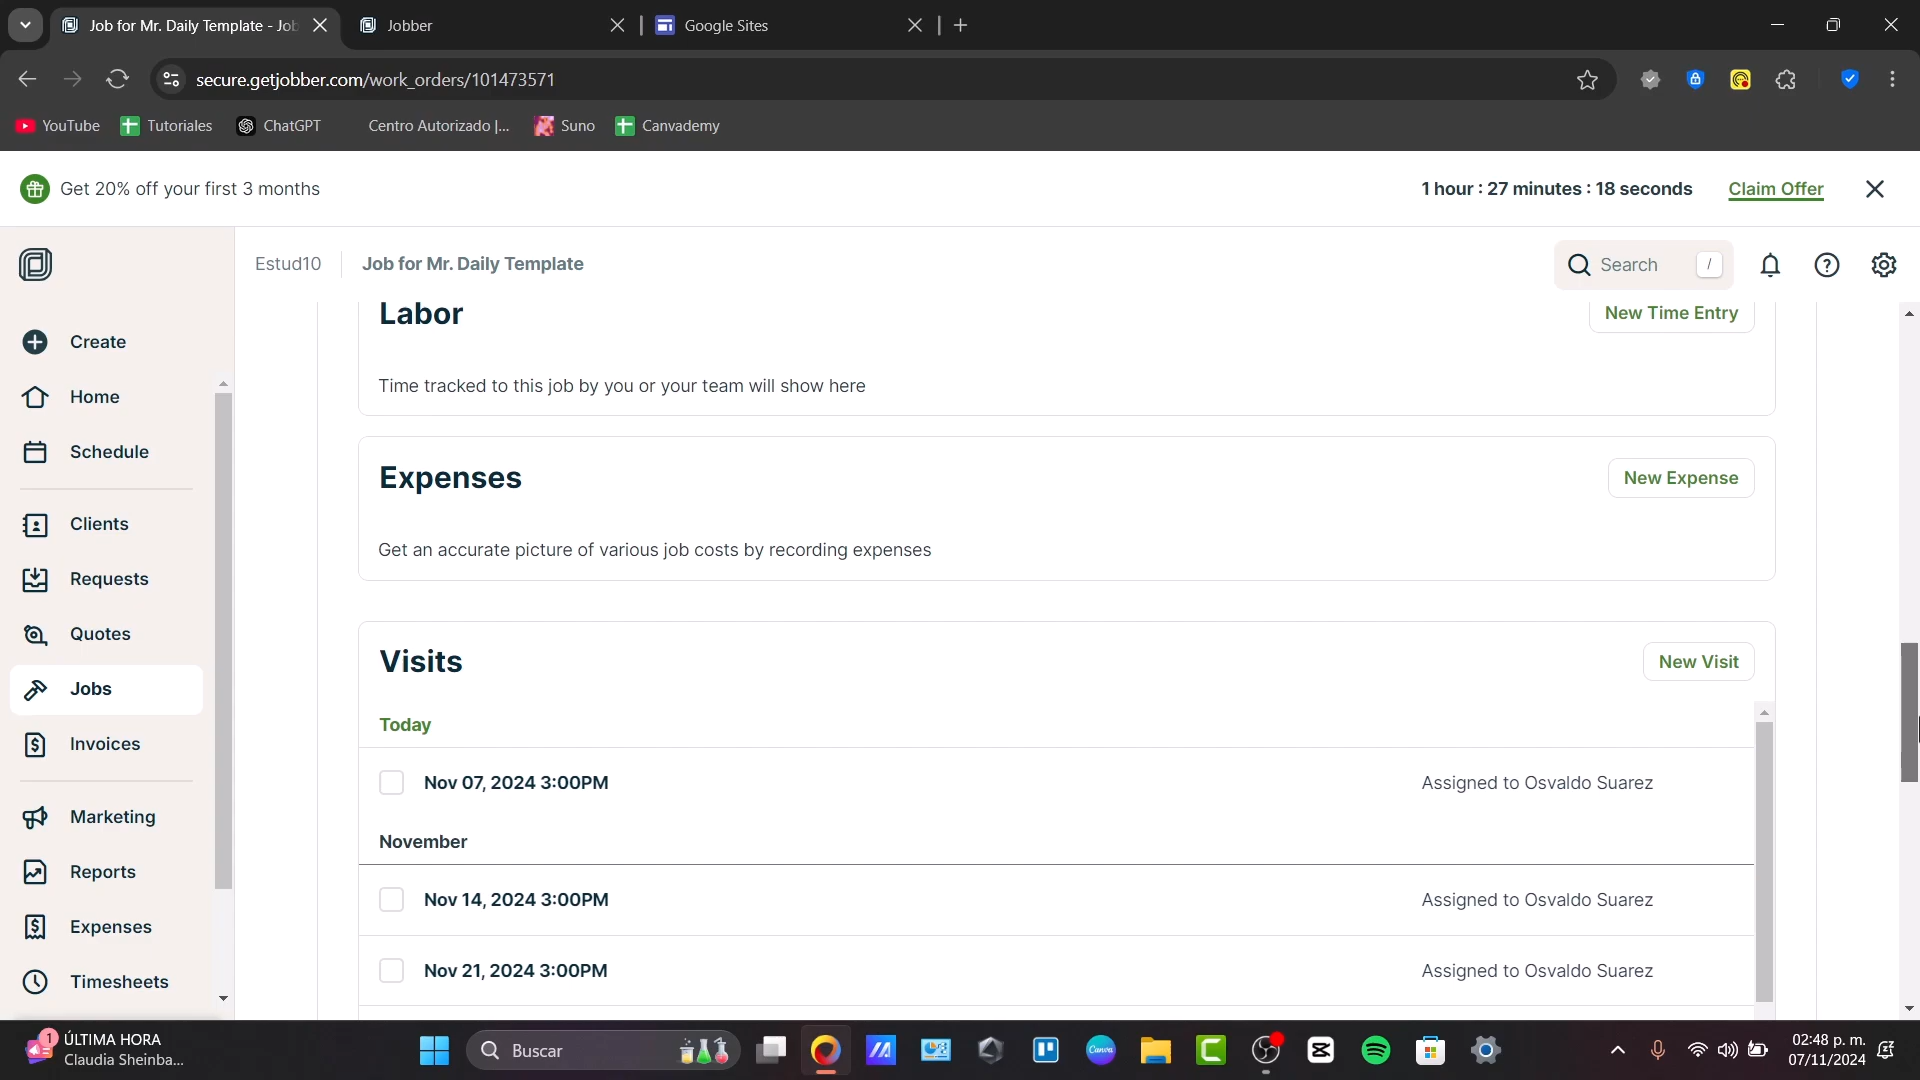 Job for Mr. Daily Template - Job
Jobber
Google Sites
secure.getjobber.com/work_orders/101473571
YouTube
Tutoriales
ChatGPT
Centro Autorizado |...
Suno
Canvademy
Get 20% off your first 3 months
1 hour : 27 minutes : 18 seconds
Claim Offer
Estud10
Job for Mr. Daily Template
Search /
Create
Home
Schedule
Clients
Requests
Quotes
Jobs
Invoices
Marketing
Reports
Expenses
Timesheets
Labor
New Time Entry
Time tracked to this job by you or your team will show here
Expenses
New Expense
Get an accurate picture of various job costs by recording expenses
Visits
New Visit
Today
Nov 07, 2024 3:00PM
Assigned to Osvaldo Suarez
November
Nov 14, 2024 3:00PM
Assigned to Osvaldo Suarez
Nov 21, 2024 3:00PM
Assigned to Osvaldo Suarez
1
ÚLTIMA HORA
Claudia Sheinba...
Buscar
Canva
02:48 p. m.
07/11/2024